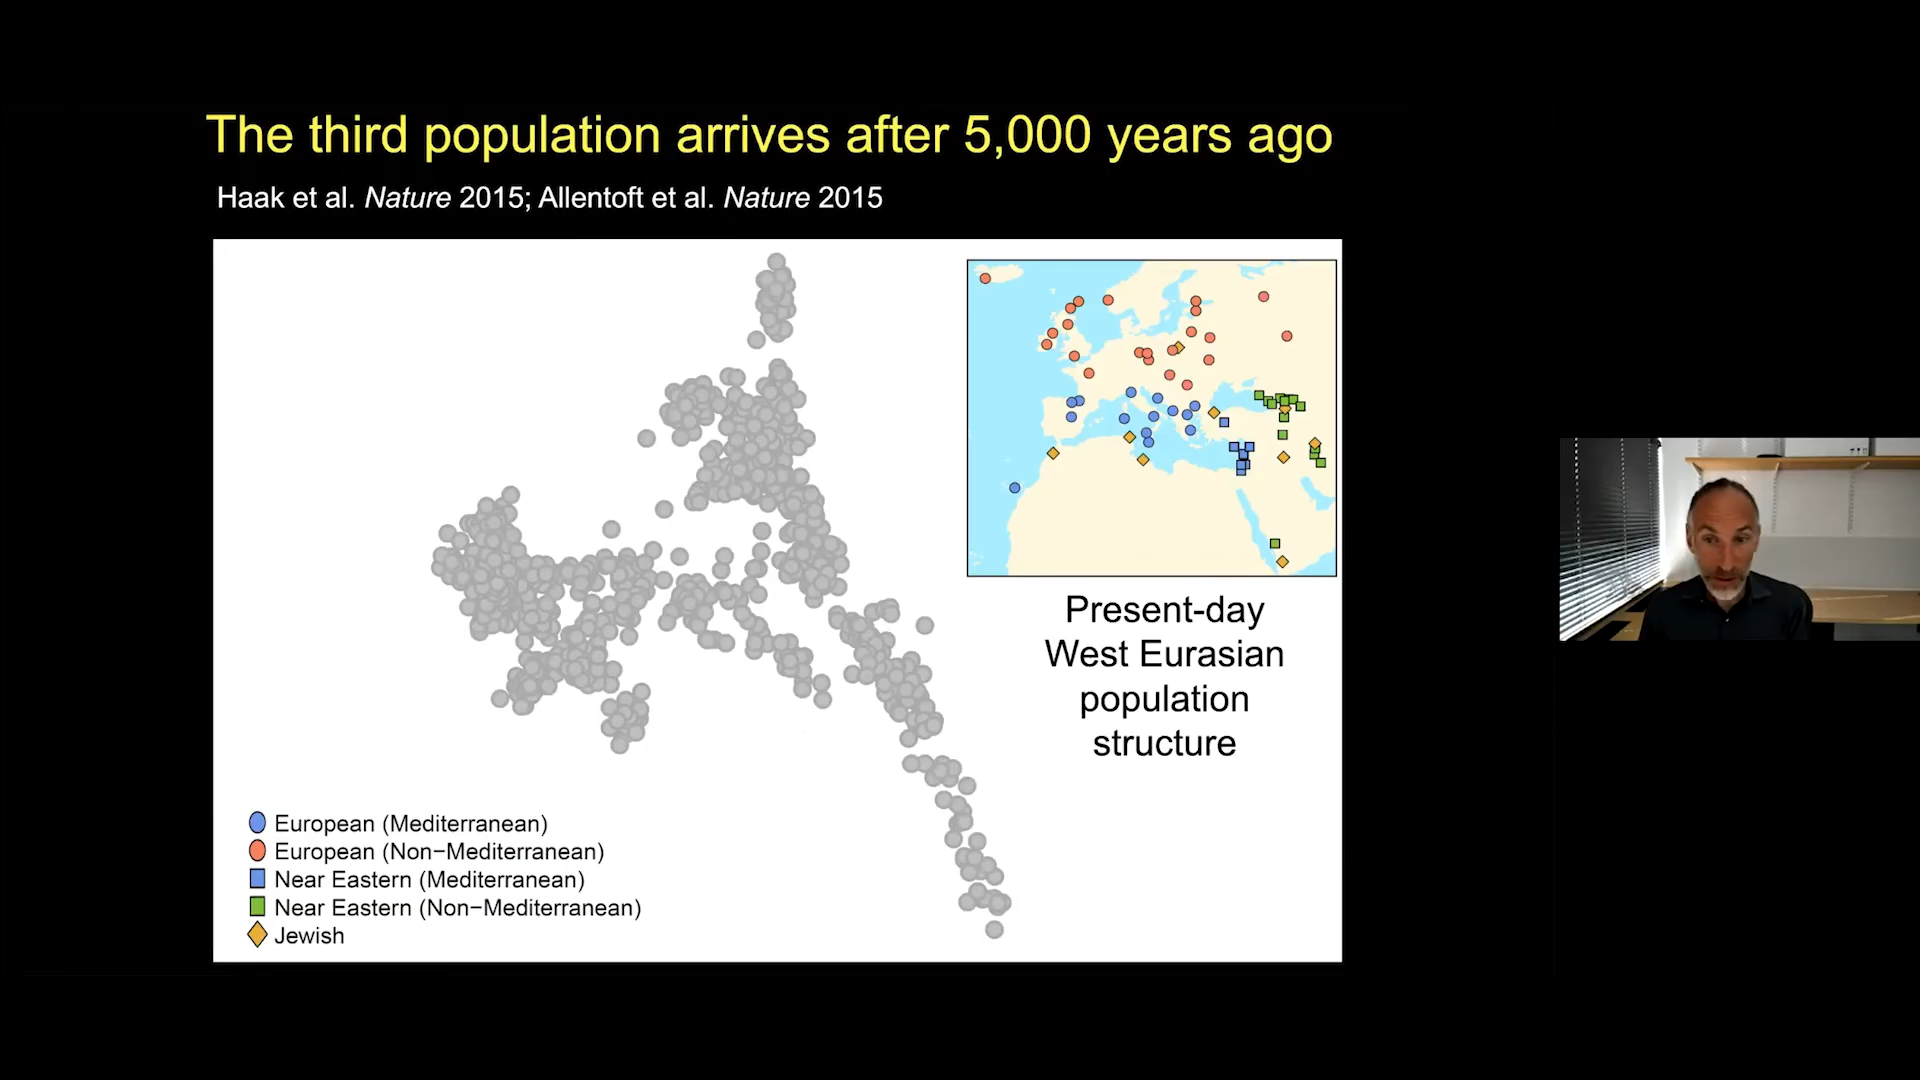 The third population arrives after 5,000 years ago
Haak et al. Nature 2015; Allentoft et al. Nature 2015
Present-day
West Eurasian
population
structure
European (Mediterranean)
European (Non−Mediterranean)
Near Eastern (Mediterranean)
Near Eastern (Non−Mediterranean)
Jewish